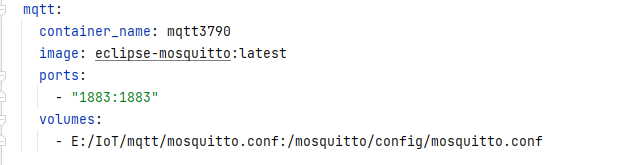 mqtt:
container_name: mqtt3790
image: eclipse-mosquitto:latest
ports:
- "1883:1883"
volumes:
- E:/IoT/mqtt/mosquitto.conf:/mosquitto/config/mosquitto.conf